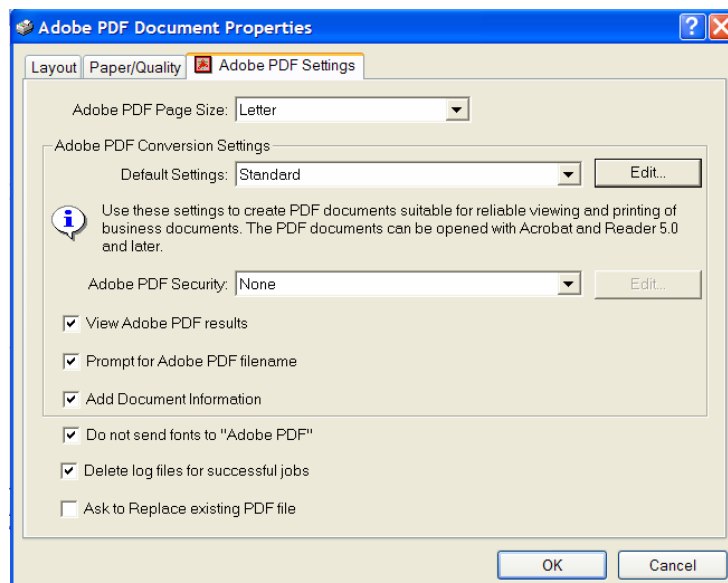 Adobe PDF Document Properties
Layout Paper/Quality Adobe PDF Settings
Adobe PDF Page Size: Letter
Adobe PDF Conversion Settings
Default Settings: Standard Edit...
Use these settings to create PDF documents suitable for reliable viewing and printing of
business documents. The PDF documents can be opened with Acrobat and Reader 5.0
and later.
Adobe PDF Security: None Edit...
View Adobe PDF results
Prompt for Adobe PDF filename
Add Document Information
Do not send fonts to "Adobe PDF"
Delete log files for successful jobs
Ask to Replace existing PDF file
OK Cancel